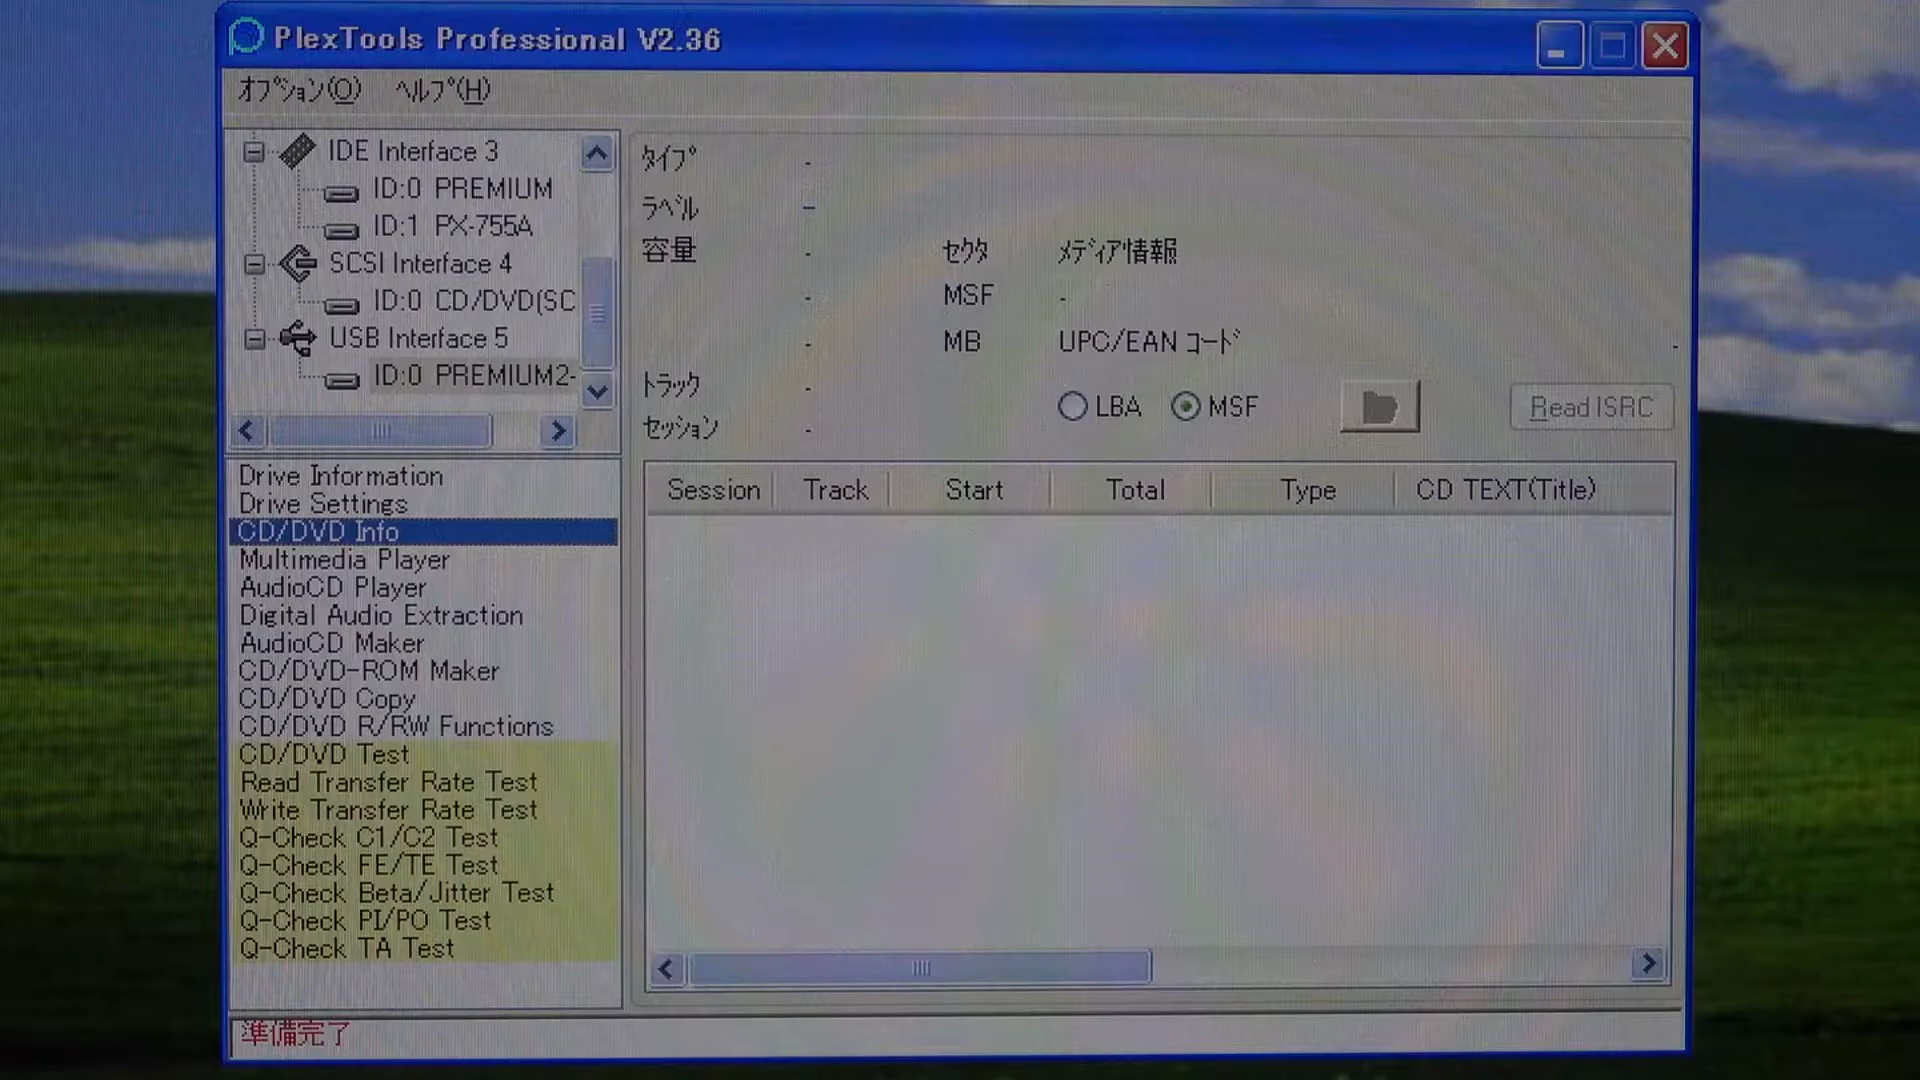 PlexTools Professional V2.36
オプション(O) ヘルプ(H)
IDE Interface 3
ID:0 PREMIUM
ID:1 PX-755A
SCSI Interface 4
ID:0 CD/DVD(SC
USB Interface 5
ID:0 PREMIUM2-
Drive Information
Drive Settings
CD/DVD Info
Multimedia Player
AudioCD Player
Digital Audio Extraction
AudioCD Maker
CD/DVD-ROM Maker
CD/DVD Copy
CD/DVD R/RW Functions
CD/DVD Test
Read Transfer Rate Test
Write Transfer Rate Test
Q-Check C1/C2 Test
Q-Check FE/TE Test
Q-Check Beta/Jitter Test
Q-Check PI/PO Test
Q-Check TA Test
タイプ -
ラベル -
容量 - セクタ メディア情報
- MSF -
- MB UPC/EAN コード -
トラック -
LBA MSF Read ISRC
セッション -
Session Track Start Total Type CD TEXT(Title)
準備完了